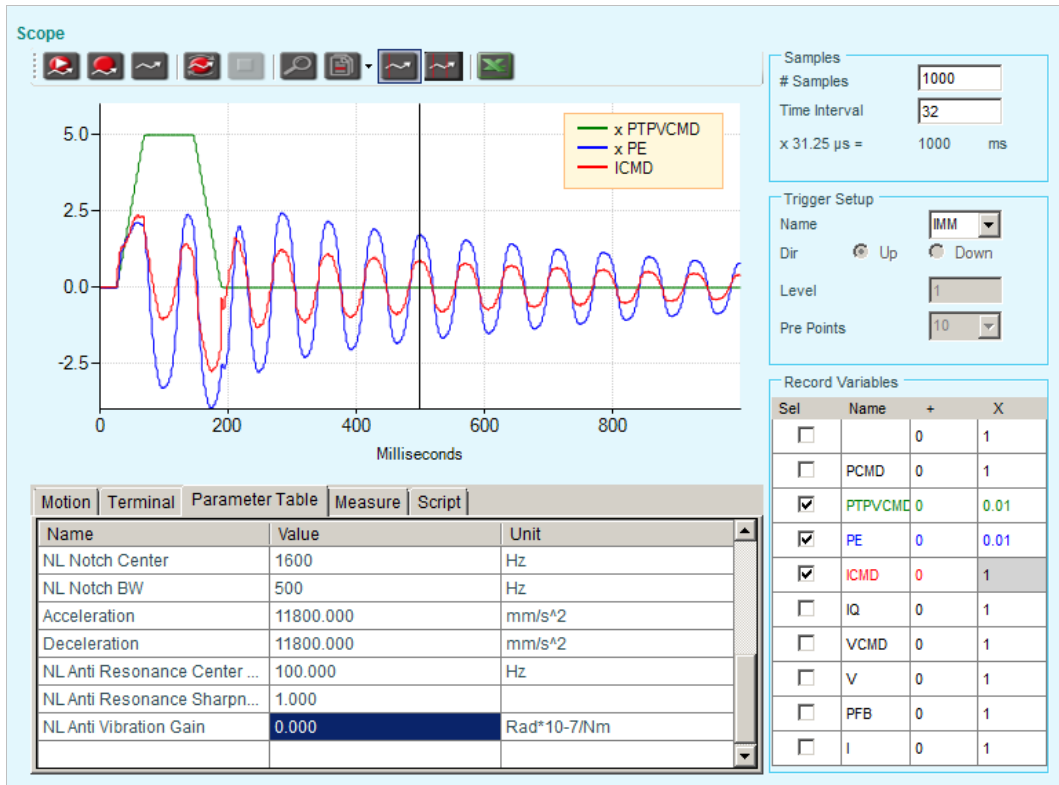 Scope
5.0
2.5
0.0
-2.5
x PTPVCMD
x PE
ICMD
0 200 400 600 800
Milliseconds
Motion Terminal Parameter Table Measure Script
Name Value Unit
NL Notch Center 1600 Hz
NL Notch BW 500 Hz
Acceleration 11800.000 mm/s^2
Deceleration 11800.000 mm/s^2
NL Anti Resonance Center ... 100.000 Hz
NL Anti Resonance Sharpn... 1.000
NL Anti Vibration Gain 0.000 Rad*10-7/Nm
Samples
# Samples 1000
Time Interval 32
x 31.25 µs = 1000 ms
Trigger Setup
Name IMM
Dir Up Down
Level 1
Pre Points 10
Record Variables
Sel Name + X
0 1
PCMD 0 1
PTPVCMD 0 0.01
PE 0 0.01
ICMD 0 1
IQ 0 1
VCMD 0 1
V 0 1
PFB 0 1
I 0 1